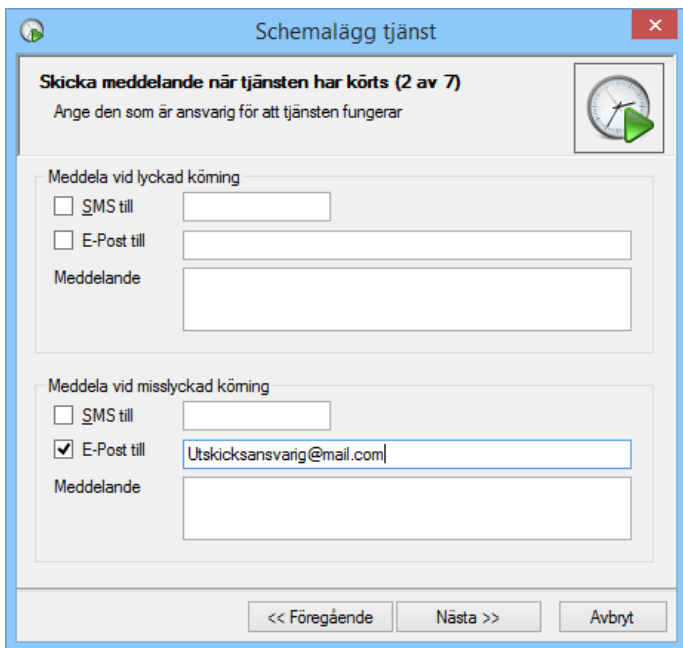 Schemalägg tjänst
Skicka meddelande när tjänsten har körts (2 av 7)
Ange den som är ansvarig för att tjänsten fungerar
Meddela vid lyckad körning
SMS till
E-Post till
Meddelande
Meddela vid misslyckad körning
SMS till
E-Post till Utskicksansvarig@mail.com
Meddelande
<< Föregående Nästa >> Avbryt